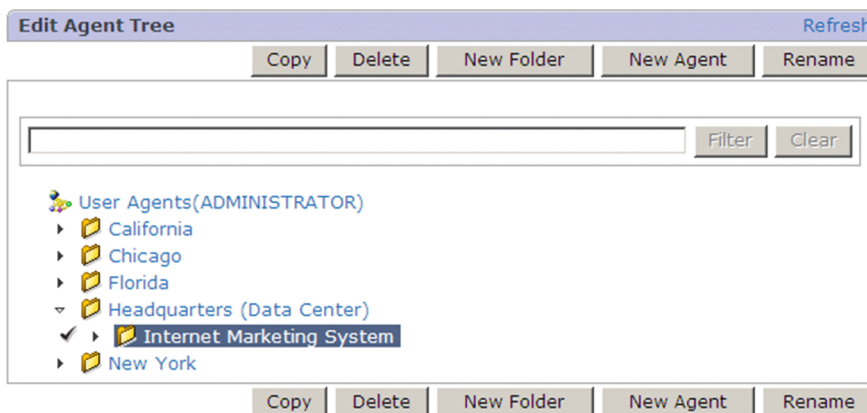 Edit Agent Tree Refresh
Copy Delete New Folder New Agent Rename
Filter Clear
User Agents(ADMINISTRATOR)
California
Chicago
Florida
Headquarters (Data Center)
Internet Marketing System
New York
Copy Delete New Folder New Agent Rename